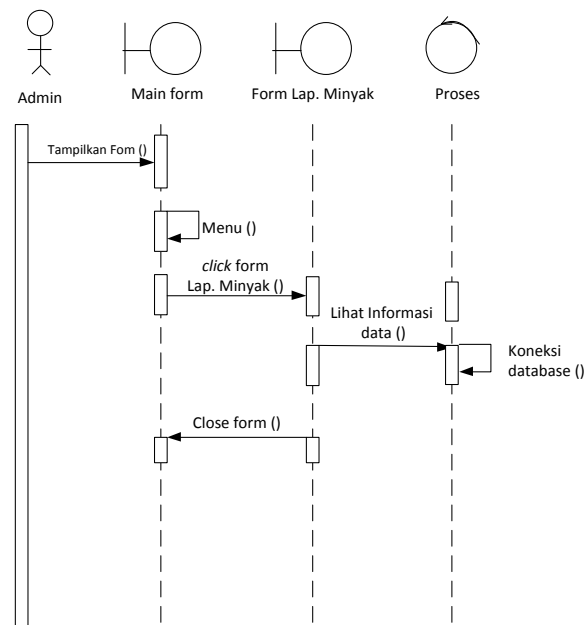 Admin
Main form
Form Lap. Minyak
Proses
Tampilkan Fom ()
Menu ()
click form
Lap. Minyak ()
Lihat Informasi
data ()
Koneksi
database ()
Close form ()